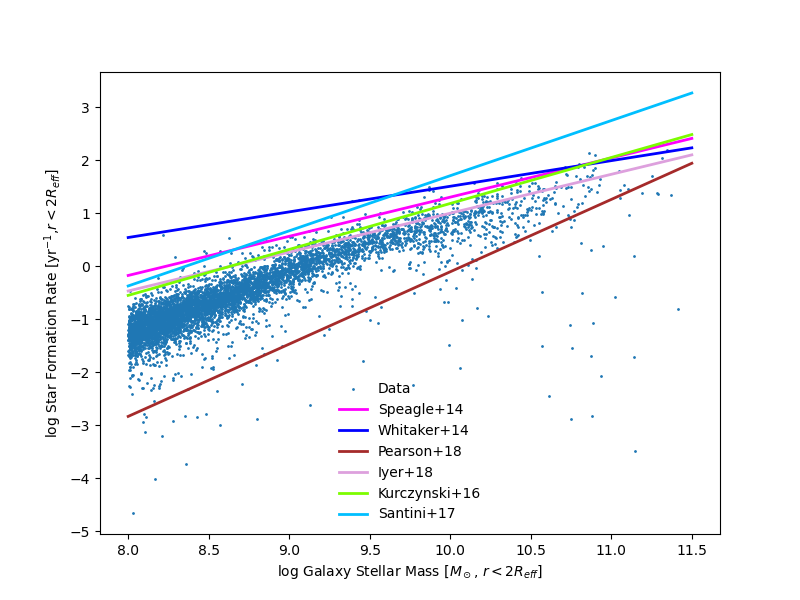 log Star Formation Rate [yr⁻¹, r < 2R_eff]
3
2
1
0
−1
−2
−3
−4
−5
Data
Speagle+14
Whitaker+14
Pearson+18
Iyer+18
Kurczynski+16
Santini+17
8.0 8.5 9.0 9.5 10.0 10.5 11.0 11.5
log Galaxy Stellar Mass [M_⊙, r < 2R_eff]